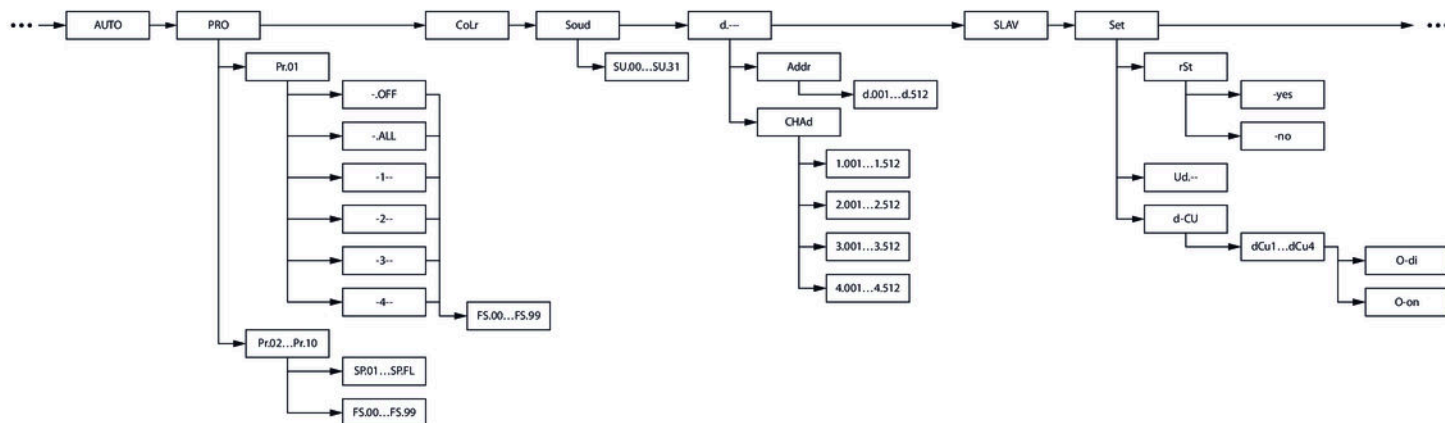 ••• AUTO PRO CoLr Soud d.--- SLAV Set •••
Pr.01 SU.00...SU.31 Addr rSt
-.OFF d.001...d.512 -yes
-.ALL CHAd -no
-1-- 1.001...1.512 Ud.--
-2-- 2.001...2.512 d-CU
-3-- 3.001...3.512 dCu1...dCu4 O-di
-4-- 4.001...4.512 O-on
FS.00...FS.99
Pr.02...Pr.10
SP.01...SP.FL
FS.00...FS.99